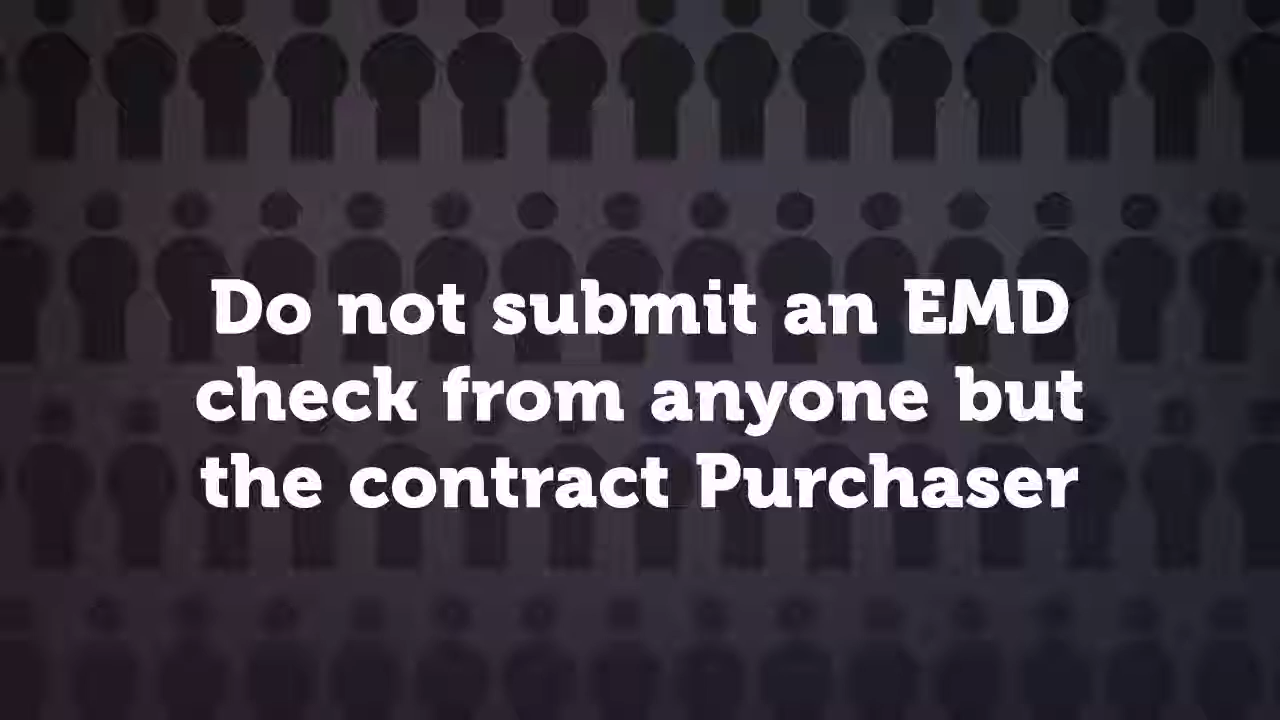 Do not submit an EMD
check from anyone but
the contract Purchaser